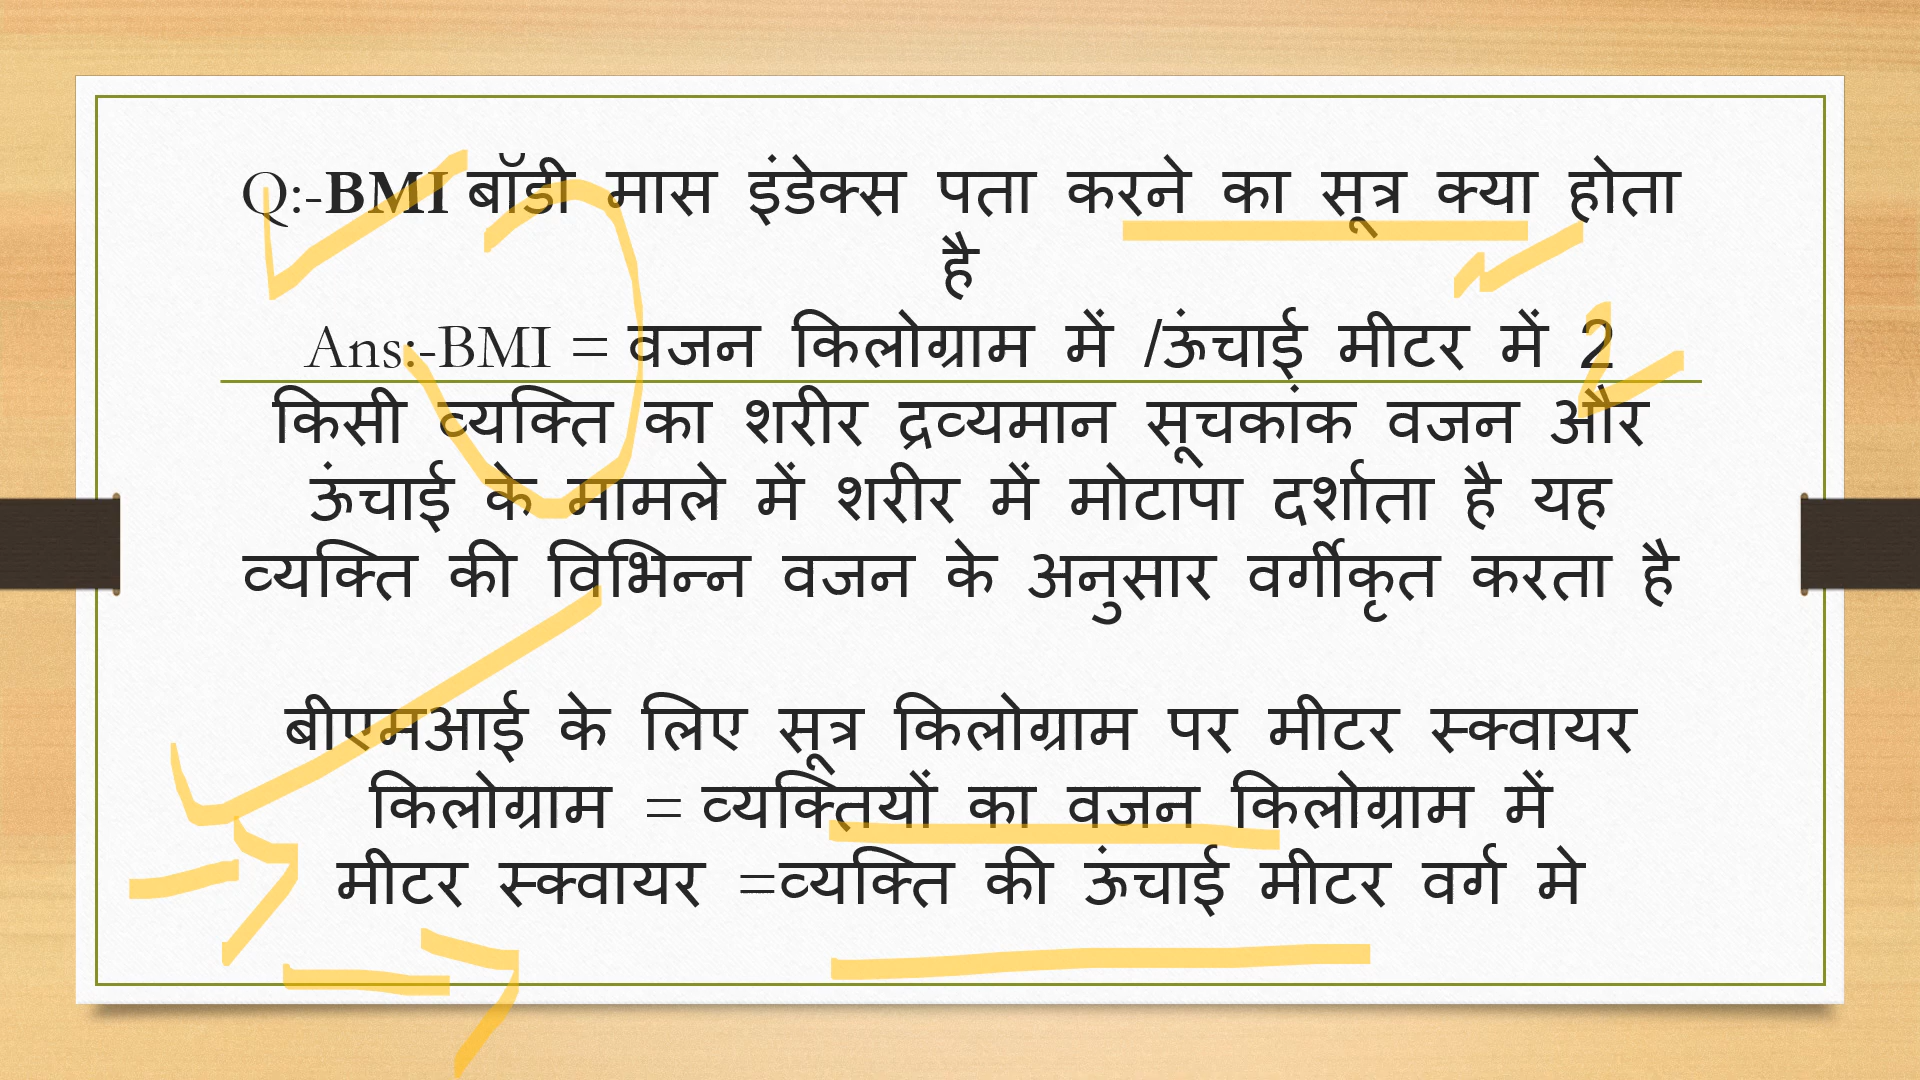 Q:-BMI बॉडी मास इंडेक्स पता करने का सूत्र क्या होता
है
Ans:-BMI = वजन किलोग्राम में /ऊंचाई मीटर में 2
किसी व्यक्ति का शरीर द्रव्यमान सूचकांक वजन और
ऊंचाई के मामले में शरीर में मोटापा दर्शाता है यह
व्यक्ति की विभिन्न वजन के अनुसार वर्गीकृत करता है
बीएमआई के लिए सूत्र किलोग्राम पर मीटर स्क्वायर
किलोग्राम = व्यक्तियों का वजन किलोग्राम में
मीटर स्क्वायर =व्यक्ति की ऊंचाई मीटर वर्ग मे